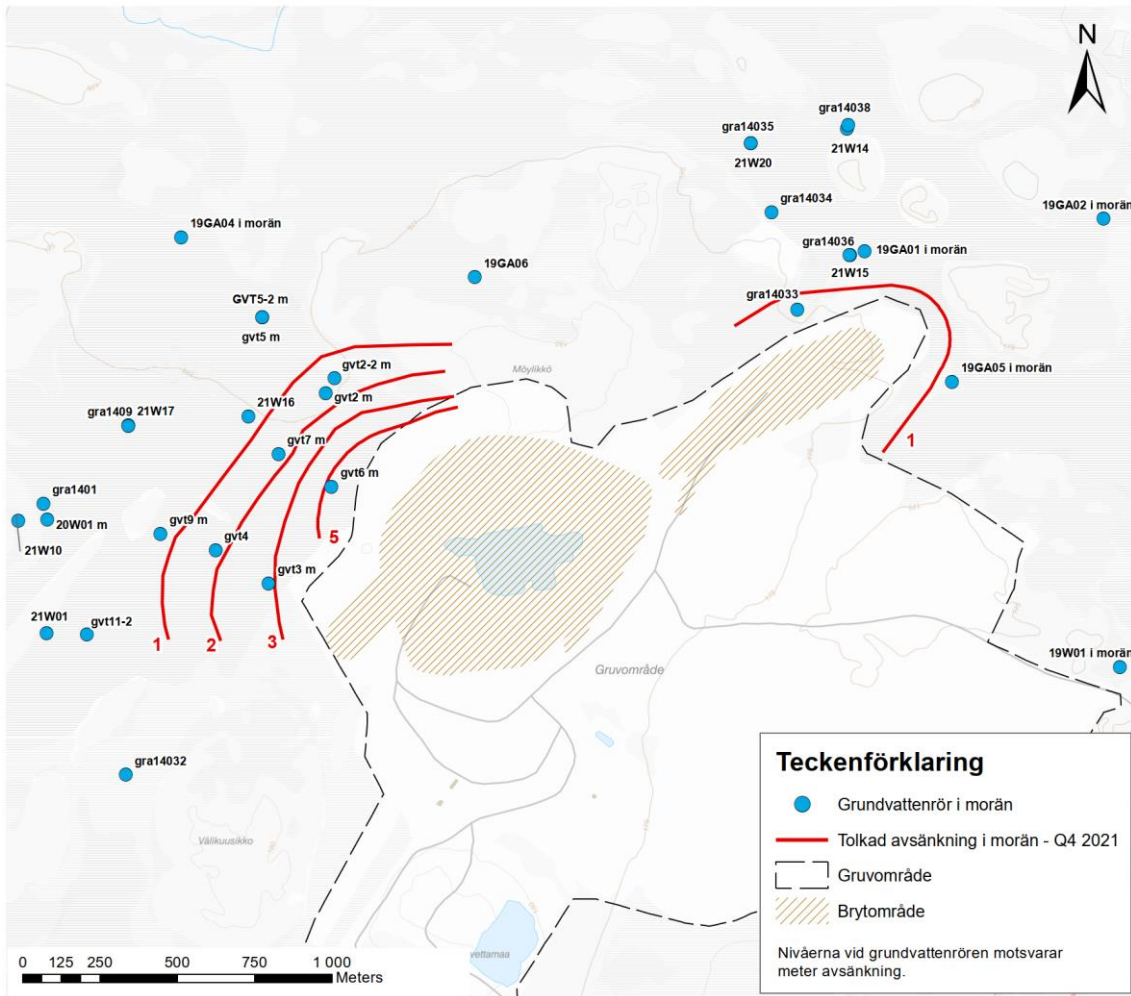 N
gra14038
gra14035
21W14
21W20
gra14034
19GA02 i morän
19GA04 i morän
gra14036
19GA01 i morän
21W15
19GA06
GVT5-2 m
gra14033
gvt5 m
gvt2-2 m
Möylikkö
19GA05 i morän
gvt2 m
gra1409 21W17
21W16
1
gvt7 m
gvt6 m
gra1401
20W01 m
gvt9 m
gvt4
5
21W10
gvt3 m
21W01
gvt11-2
1
2
3
Gruvområde
19W01 i morän
gra14032
Välikuusikko
vettamaa
Teckenförklaring
Grundvattenrör i morän
Tolkad avsänkning i morän - Q4 2021
Gruvområde
Brytområde
Nivåerna vid grundvattenrören motsvarar
meter avsänkning.
0 125 250 500 750 1 000
Meters